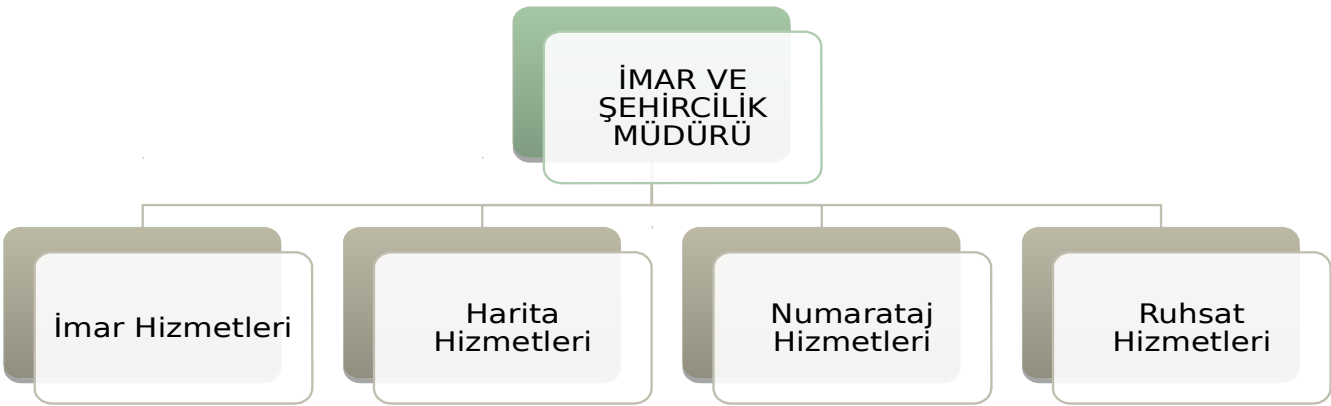 İMAR VE
ŞEHİRCİLİK
MÜDÜRÜ
İmar Hizmetleri
Harita
Hizmetleri
Numarataj
Hizmetleri
Ruhsat
Hizmetleri